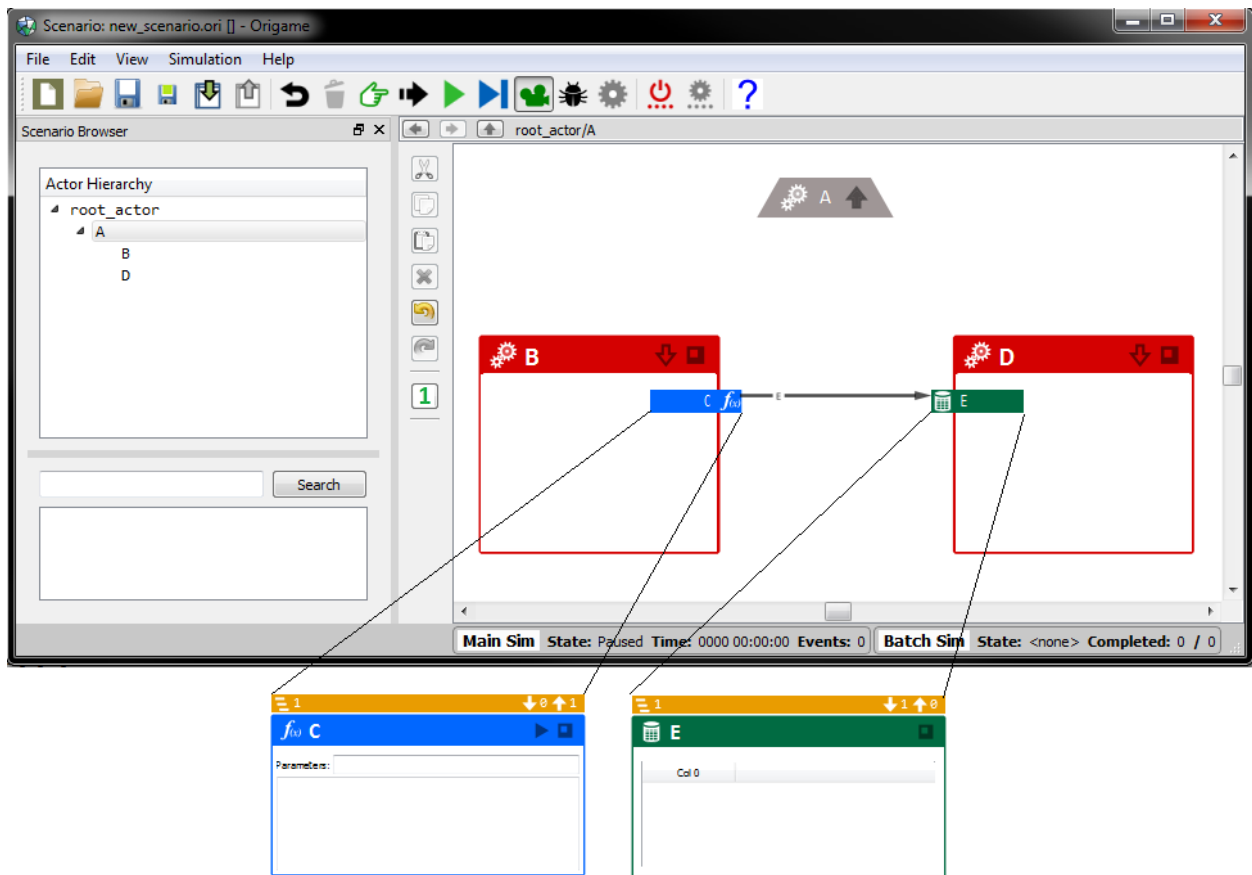 Scenario: new_scenario.ori [] - Origame
File Edit View Simulation Help
?
Scenario Browser
root_actor/A
Actor Hierarchy
root_actor
A
B
D
Search
1
A
B
D
C f(x)
E
E
Main Sim State: Paused Time: 0000 00:00:00 Events: 0 Batch Sim State: <none> Completed: 0 / 0
1 0 1
f(x) C
Parameters:
1 1 0
E
Col 0